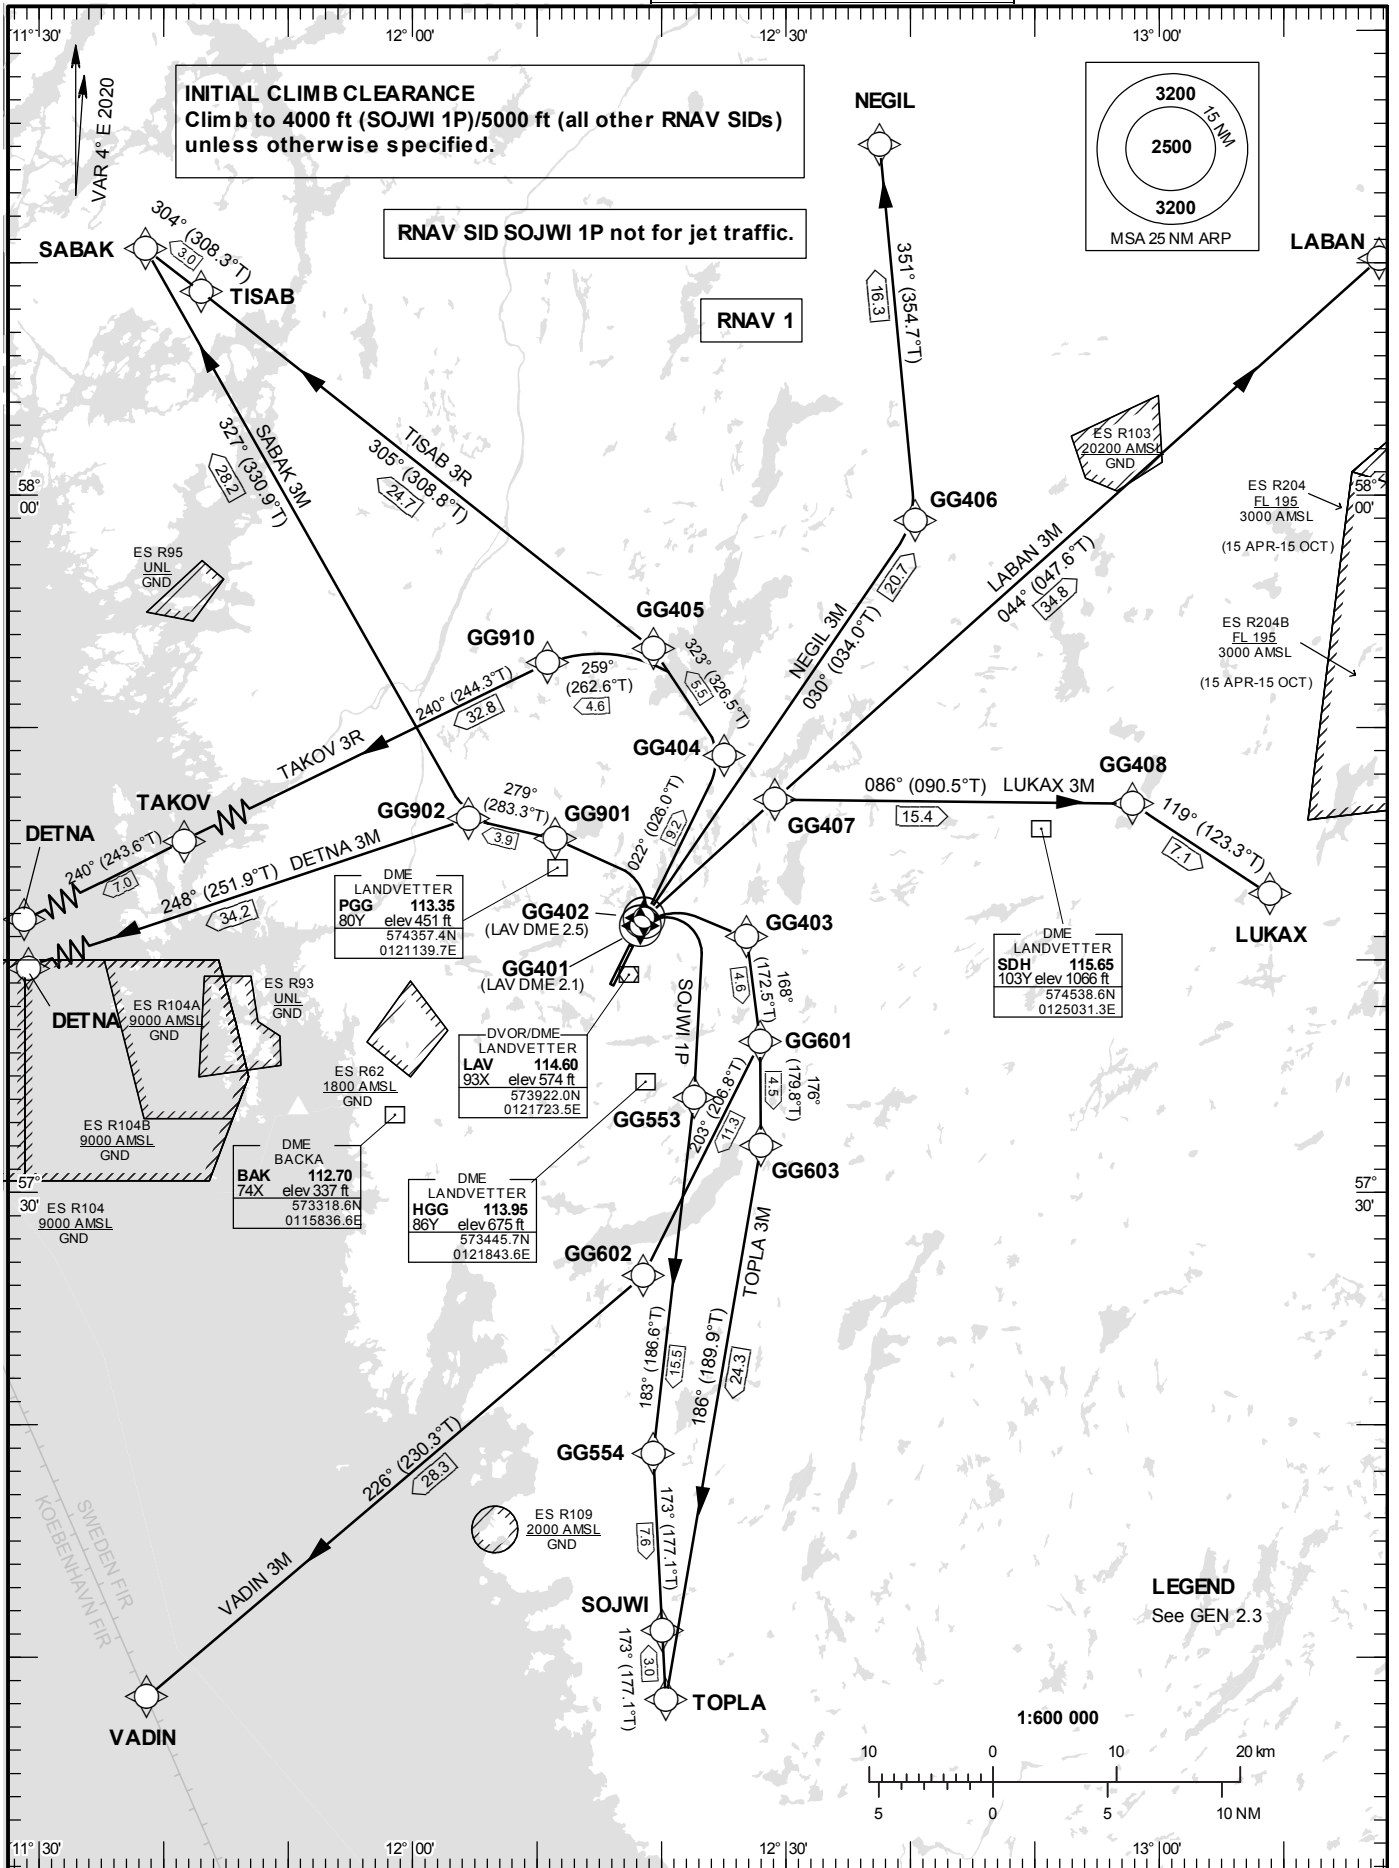 11° 30'
12° 00'
12° 30'
13° 00'
VAR 4° E 2020
INITIAL CLIMB CLEARANCE
Climb to 4000 ft (SOJWI 1P)/5000 ft (all other RNAV SIDs)
unless otherwise specified.
RNAV SID SOJWI 1P not for jet traffic.
RNAV 1
NEGIL
3200
15 NM
2500
3200
MSA 25 NM ARP
LABAN
SABAK
304° (308.3°T)
3.0
TISAB
351° (354.7°T)
16.3
SABAK 3M
327° (330.9°T)
28.2
TISAB 3R
305° (308.8°T)
24.7
ES R103
20200 AMSL
GND
58°
00'
GG406
ES R204
FL 195
3000 AMSL
(15 APR-15 OCT)
58°
00'
ES R95
UNL
GND
LABAN 3M
044° (047.6°T)
34.8
NEGIL 3M
030° (034.0°T)
20.7
ES R204B
FL 195
3000 AMSL
(15 APR-15 OCT)
GG405
GG910
259°
(262.6°T)
4.6
323° (326.5°T)
5.5
240° (244.3°T)
32.8
TAKOV 3R
GG404
GG408
086° (090.5°T) LUKAX 3M
15.4
GG407
119° (123.3°T)
7.1
LUKAX
TAKOV
DETNA
240° (243.6°T)
7.0
GG902
279°
(283.3°T)
3.9
GG901
022° (026.0°T)
9.2
248° (251.9°T) DETNA 3M
34.2
DME
LANDVETTER
PGG 113.35
80Y elev 451 ft
574357.4N
0121139.7E
GG402
(LAV DME 2.5)
GG403
GG401
(LAV DME 2.1)
DME
LANDVETTER
SDH 115.65
103Y elev 1066 ft
574538.6N
0125031.3E
168°
(172.5°T)
4.6
DETNA
ES R104A
9000 AMSL
GND
ES R93
UNL
GND
SOJWI 1P
GG601
DVOR/DME
LANDVETTER
LAV 114.60
93X elev 574 ft
573922.0N
0121723.5E
ES R62
1800 AMSL
GND
176°
(179.8°T)
4.5
203° (206.8°T)
11.3
GG553
ES R104B
9000 AMSL
GND
DME
BACKA
BAK 112.70
74X elev 337 ft
573318.6N
0115836.6E
GG603
57°
30'
57°
30'
ES R104
9000 AMSL
GND
DME
LANDVETTER
HGG 113.95
86Y elev 675 ft
573445.7N
0121843.6E
GG602
TOPLA 3M
183° (186.6°T)
15.5
186° (189.9°T)
24.3
226° (230.3°T)
28.3
GG554
173° (177.1°T)
7.6
ES R109
2000 AMSL
GND
SWEDEN FIR
KOEBENHAVN FIR
VADIN 3M
SOJWI
173° (177.1°T)
3.0
TOPLA
VADIN
LEGEND
See GEN 2.3
1:600 000
10 0 10 20 km
5 0 5 10 NM
11° 30'
12° 00'
12° 30'
13° 00'